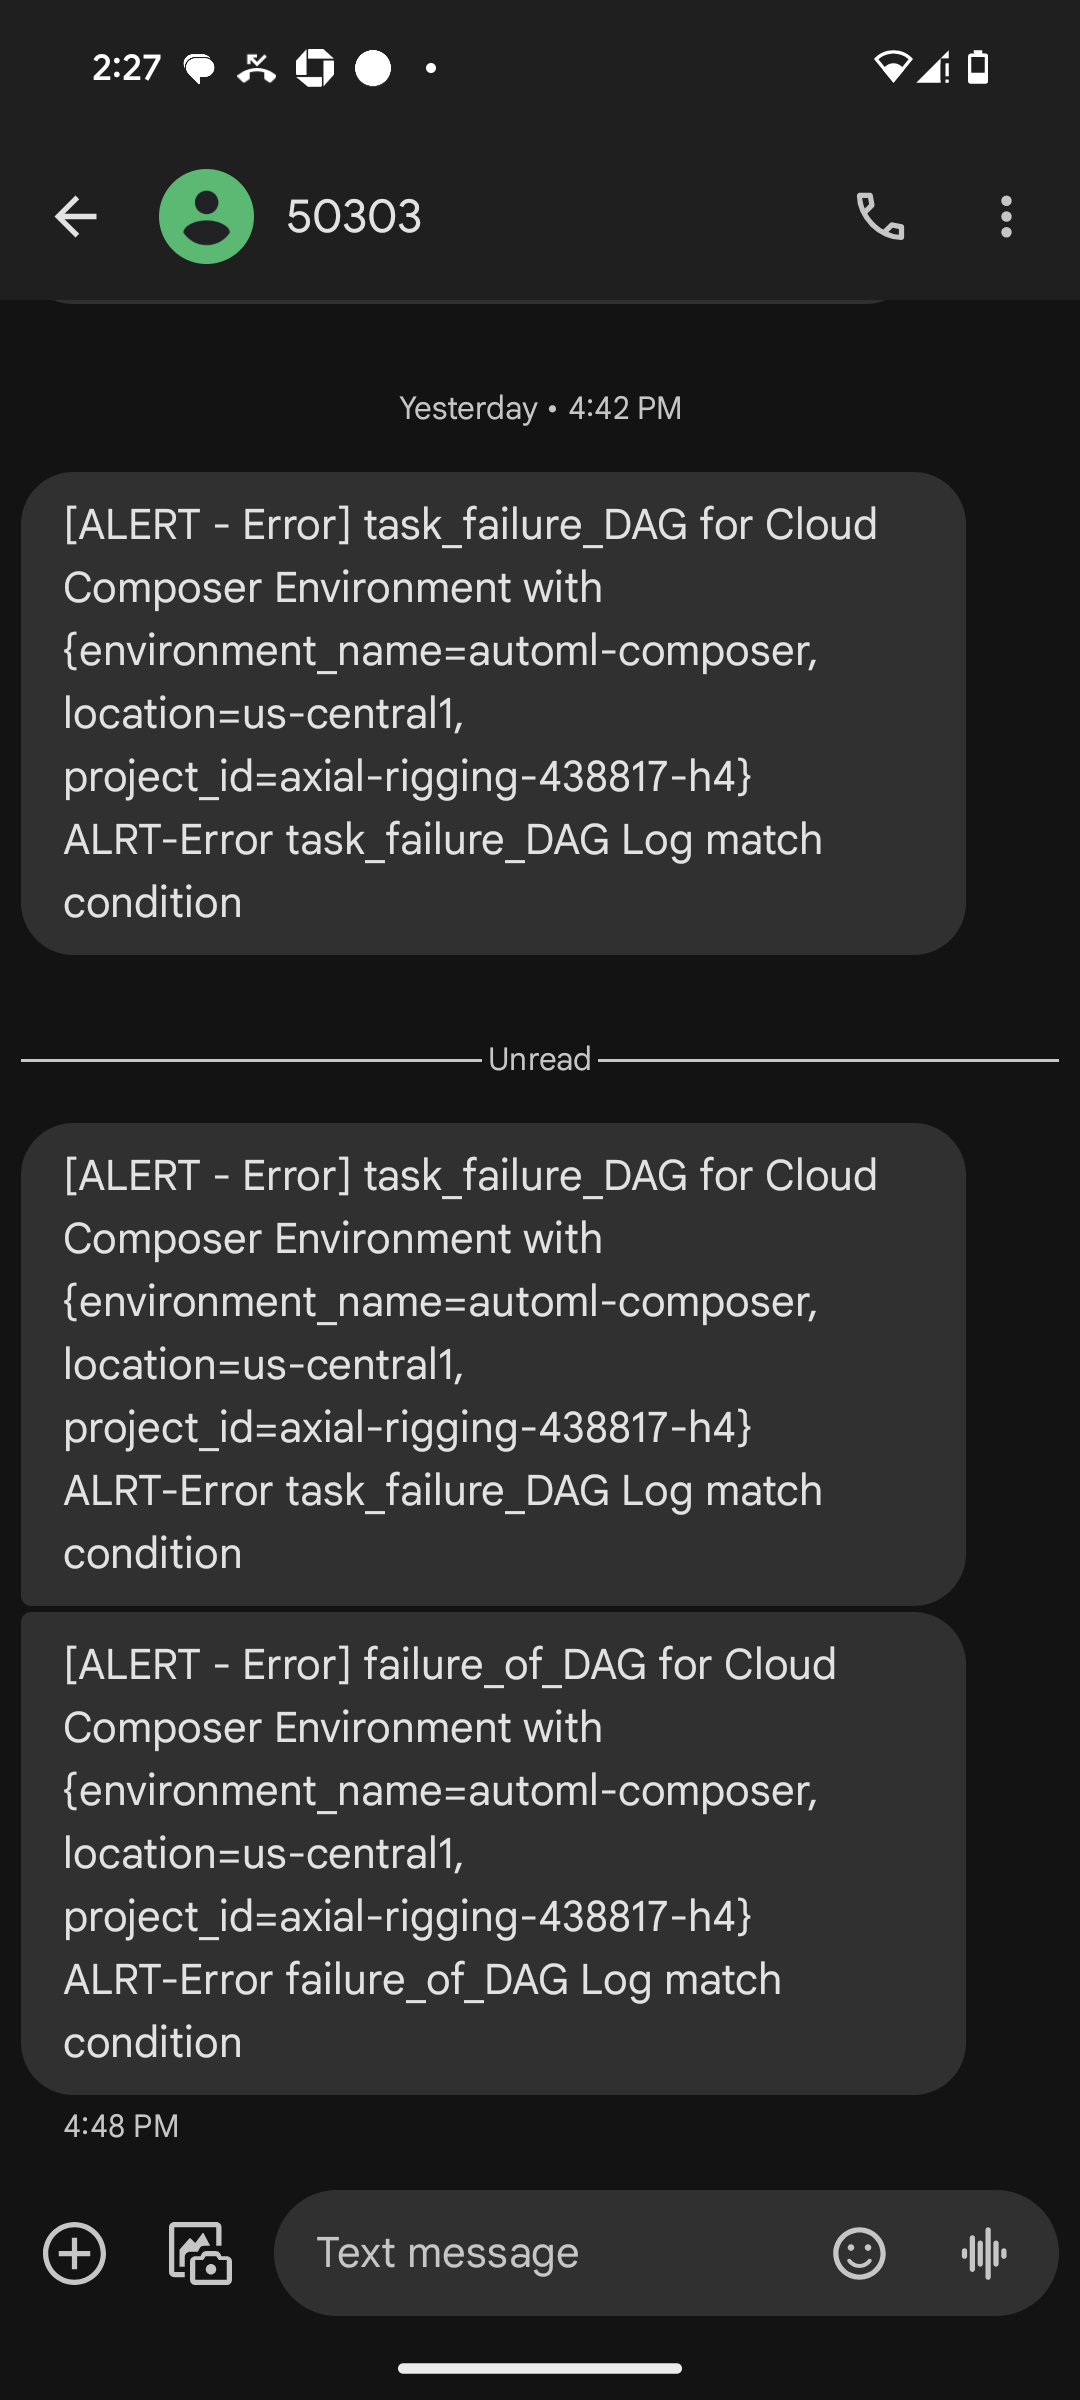 2:27
50303
Yesterday • 4:42 PM
[ALERT - Error] task_failure_DAG for Cloud
Composer Environment with
{environment_name=automl-composer,
location=us-central1,
project_id=axial-rigging-438817-h4}
ALRT-Error task_failure_DAG Log match
condition
Unread
[ALERT - Error] task_failure_DAG for Cloud
Composer Environment with
{environment_name=automl-composer,
location=us-central1,
project_id=axial-rigging-438817-h4}
ALRT-Error task_failure_DAG Log match
condition
[ALERT - Error] failure_of_DAG for Cloud
Composer Environment with
{environment_name=automl-composer,
location=us-central1,
project_id=axial-rigging-438817-h4}
ALRT-Error failure_of_DAG Log match
condition
4:48 PM
Text message